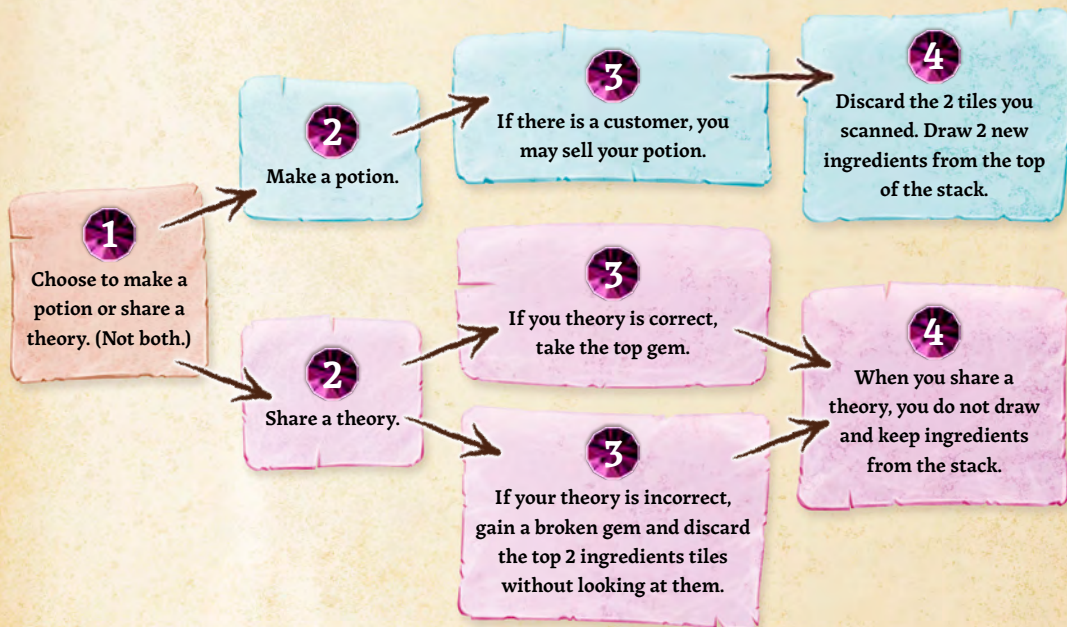 1
Choose to make a
potion or share a
theory. (Not both.)
2
Make a potion.
3
If there is a customer, you
may sell your potion.
4
Discard the 2 tiles you
scanned. Draw 2 new
ingredients from the top
of the stack.
2
Share a theory.
3
If you theory is correct,
take the top gem.
3
If your theory is incorrect,
gain a broken gem and discard
the top 2 ingredients tiles
without looking at them.
4
When you share a
theory, you do not draw
and keep ingredients
from the stack.